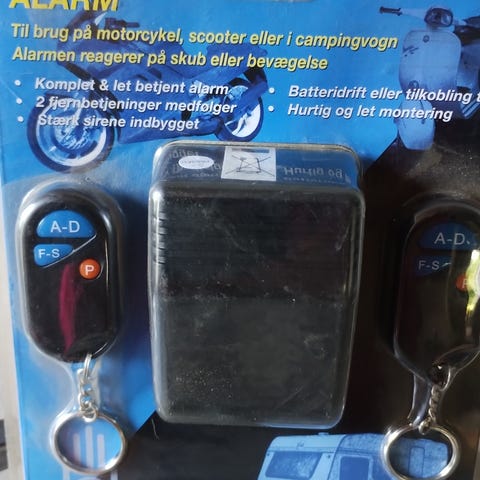 ALARM
Til brug på motorcykel, scooter eller i campingvogn
Alarmen reagerer på skub eller bevægelse
• Komplet & let betjent alarm
• 2 fjernbetjeninger medfølger
• Stærk sirene indbygget
• Batteridrift eller tilkobling t
• Hurtig og let montering
A-D
F-S
P
A-D
F-S
P